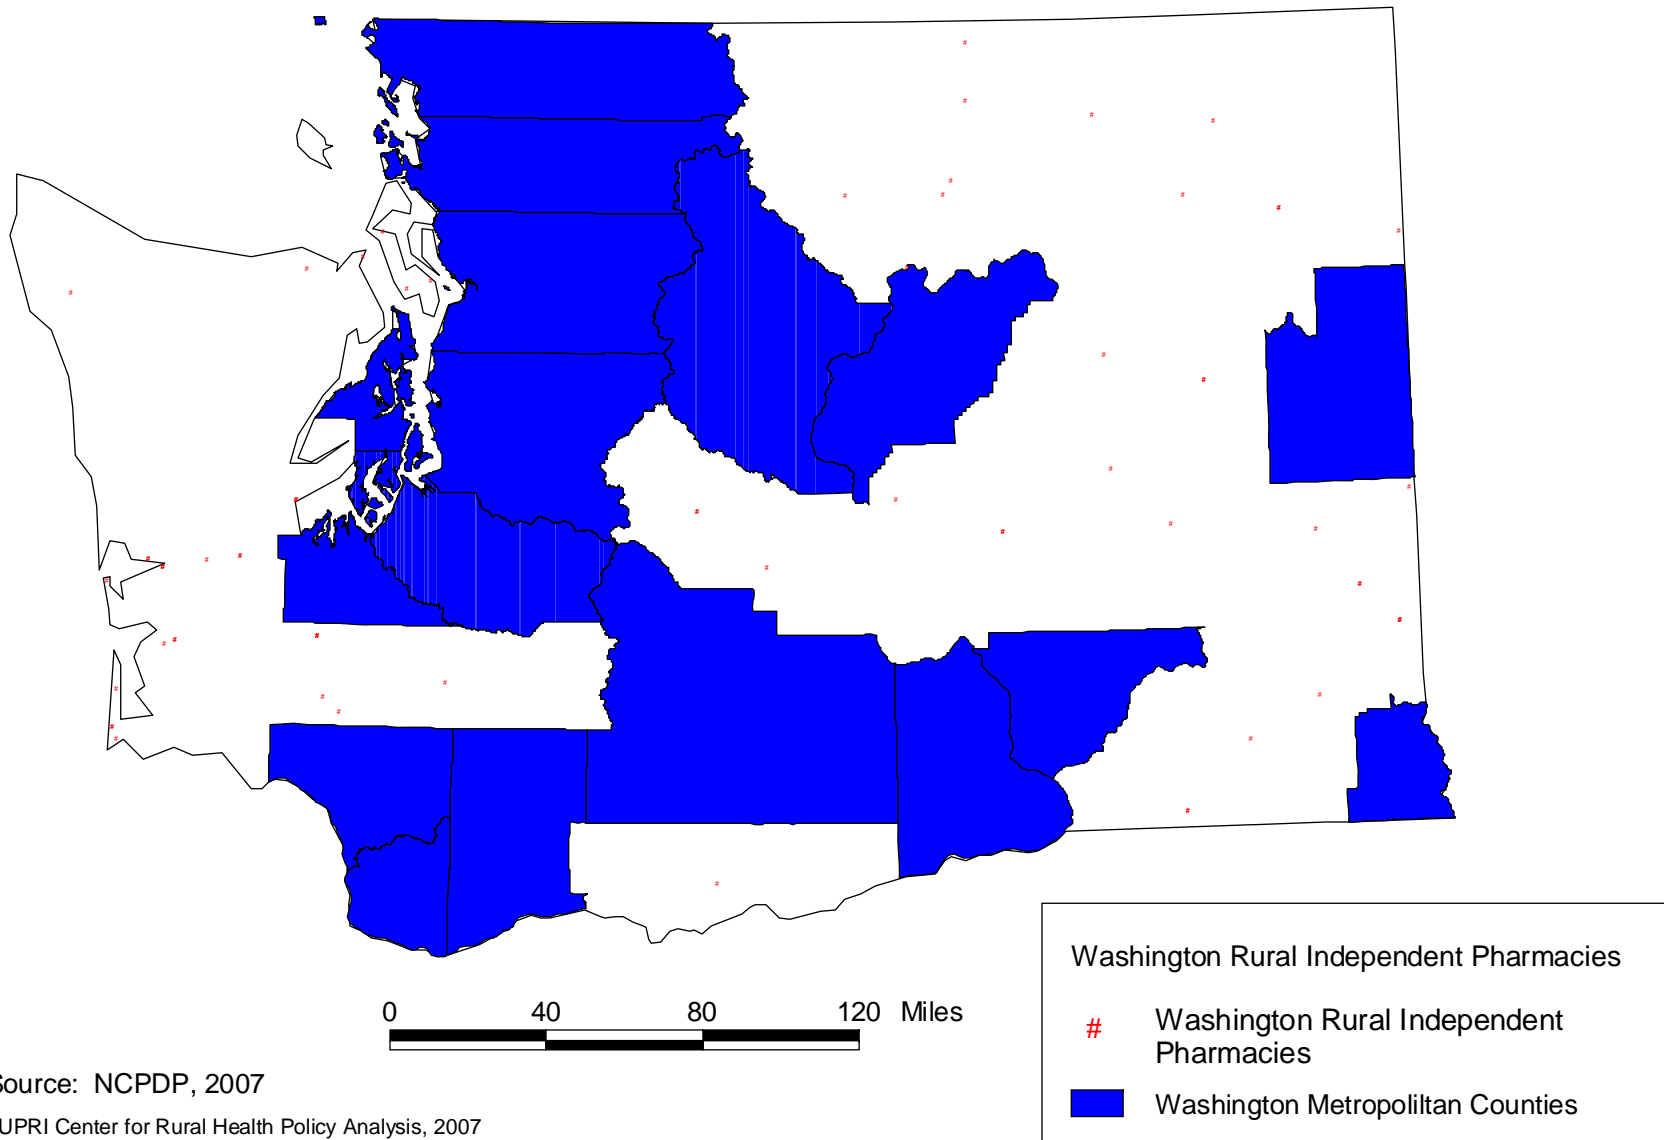 Washington Rural Independent Pharmacies
# Washington Rural Independent
Pharmacies
Washington Metropoliltan Counties
0 40 80 120 Miles
Source: NCPDP, 2007
UPRI Center for Rural Health Policy Analysis, 2007